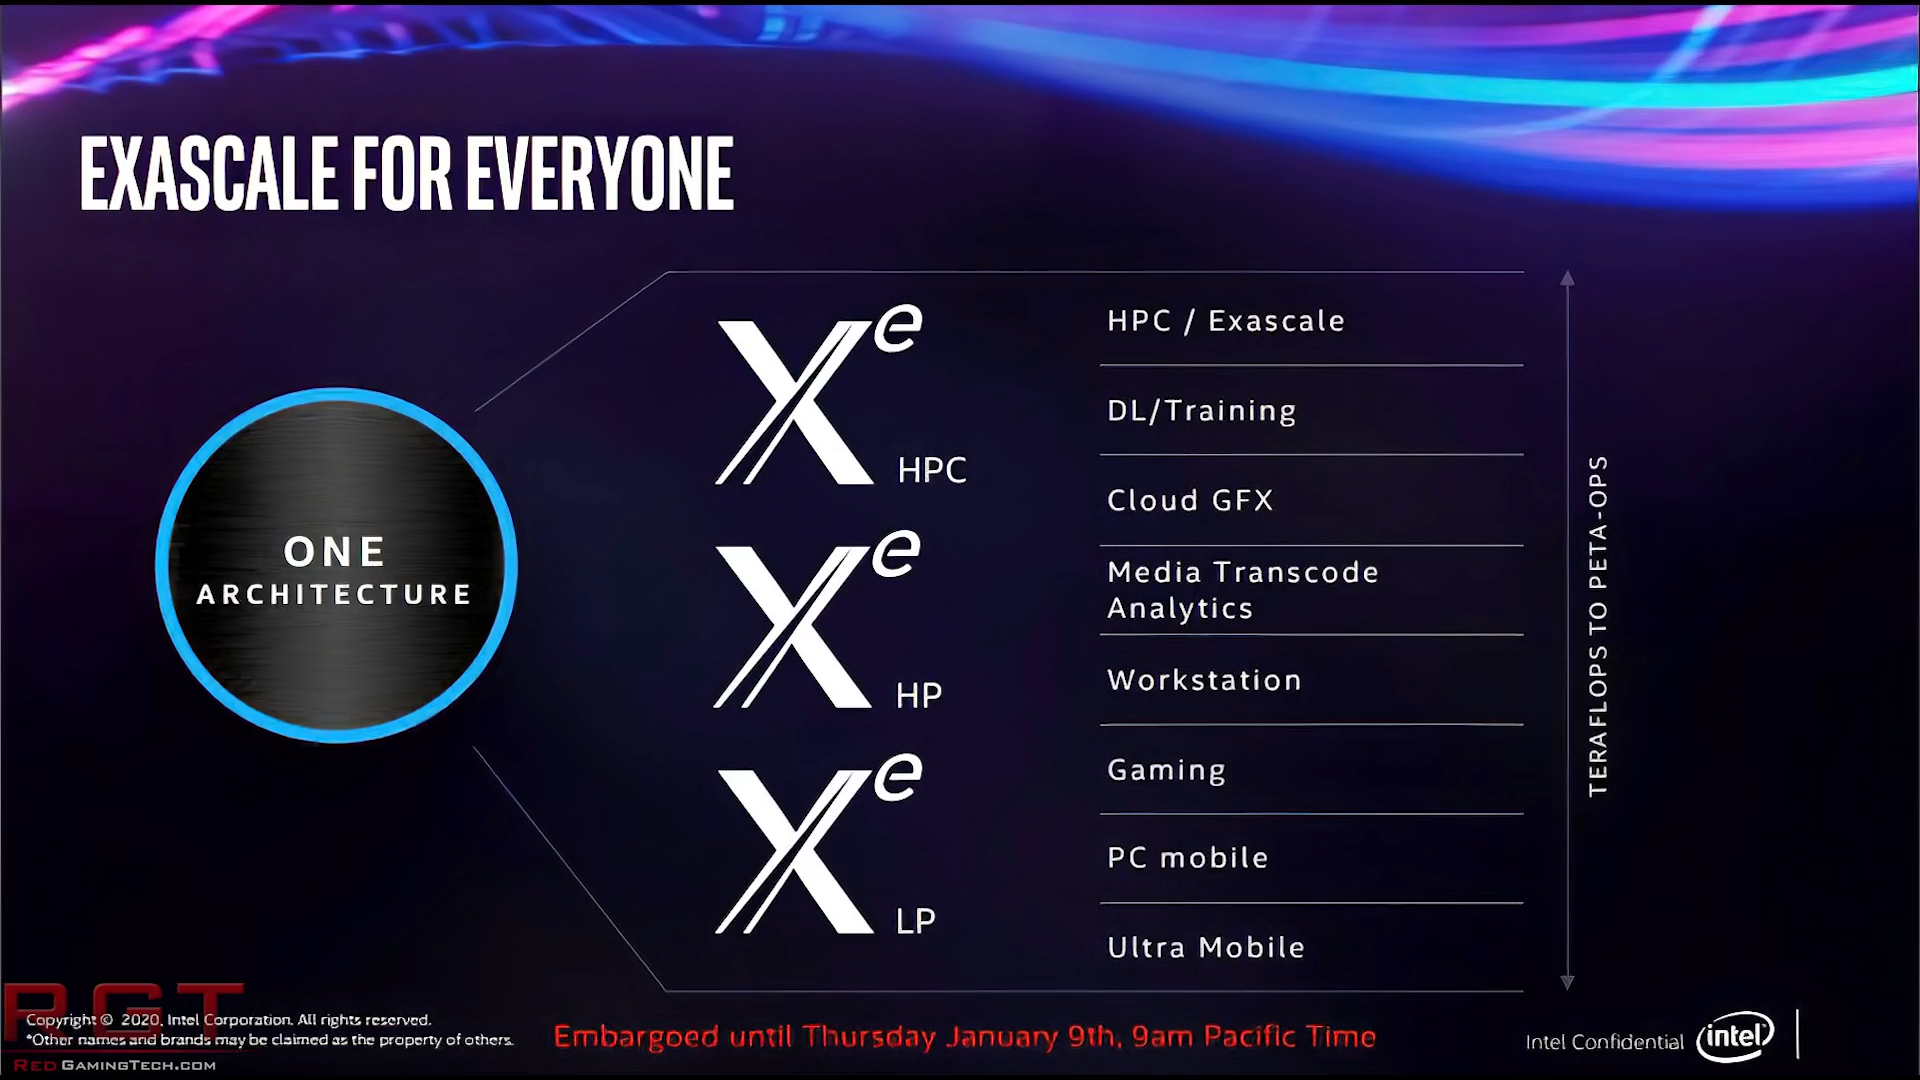 EXASCALE FOR EVERYONE
ONE
ARCHITECTURE
Xe HPC
Xe HP
Xe LP
HPC / Exascale
DL/Training
Cloud GFX
Media Transcode
Analytics
Workstation
Gaming
PC mobile
Ultra Mobile
TERAFLOPS TO PETA-OPS
RGT
REDGAMINGTECH.COM
Copyright © 2020, Intel Corporation. All rights reserved.
*Other names and brands may be claimed as the property of others.
Embargoed until Thursday January 9th, 9am Pacific Time
Intel Confidential
intel